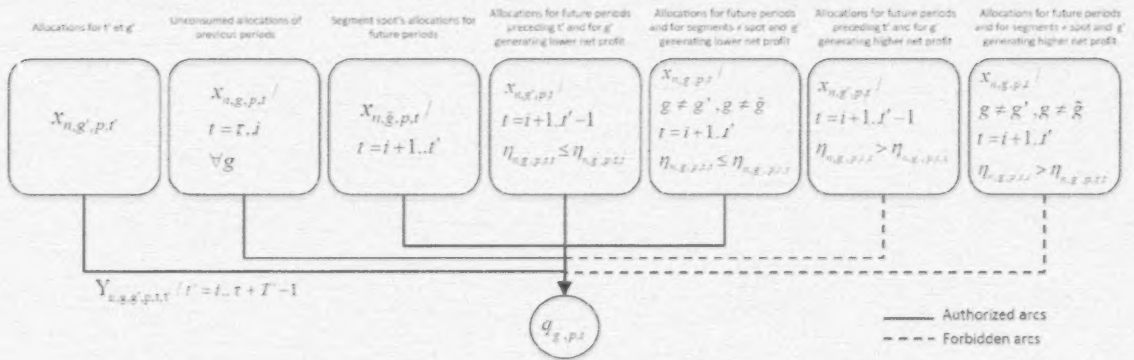 Allocations for t' et g'
Unconsumed allocations of
previous periods
Segment spot's allocations for
future periods
Allocations for future periods
preceding t' and for g'
generating lower net profit
Allocations for future periods
and for segments ≠ spot and g'
generating lower net profit
Allocations for future periods
preceding t' and for g'
generating higher net profit
Allocations for future periods
and for segments ≠ spot and g'
generating higher net profit
x_{n,g',p,t'}
x_{n,g,p,t} /
t = τ..i
∀g
x_{n,g̃,p,t} /
t = i+1..t'
x_{n,g',p,t} /
t = i+1..t'-1
x_{n,g,p,t} /
g ≠ g' , g ≠ g̃
t = i+1..t'
x_{n,g',p,t} /
t = i+1..t'-1
x_{n,g,p,t} /
g ≠ g' , g ≠ g̃
t = i+1..t'
q_{g,p,t}
Authorized arcs
Forbidden arcs